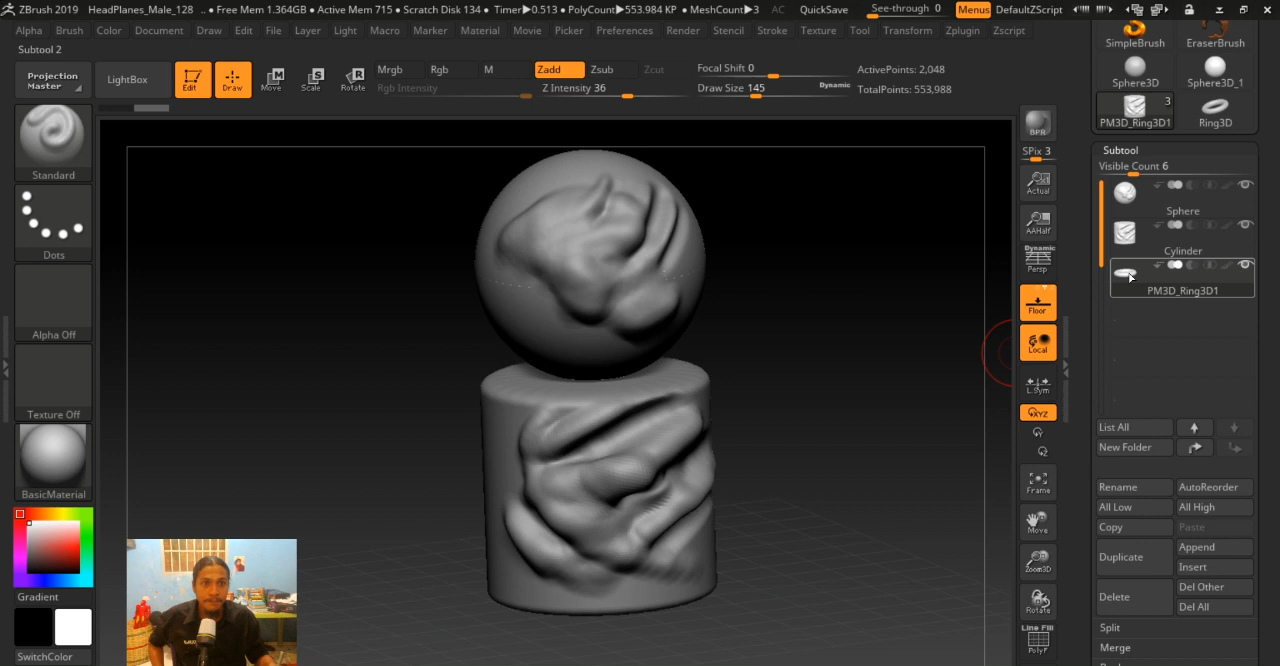 ZBrush 2019 HeadPlanes_Male_128 .. ● Free Mem 1.364GB ● Active Mem 715 ● Scratch Disk 134 ● Timer▶0.513 ● PolyCount▶553.984 KP ● MeshCount▶3 AC QuickSave See-through 0 Menus DefaultZScript
Alpha Brush Color Document Draw Edit File Layer Light Macro Marker Material Movie Picker Preferences Render Stencil Stroke Texture Tool Transform Zplugin Zscript
Subtool 2
Projection Master
LightBox
Edit
Draw
M Move
S Scale
R Rotate
Mrgb Rgb M Zadd Zsub Zcut
Rgb Intensity Z Intensity 36
Focal Shift 0
Draw Size 145 Dynamic
ActivePoints: 2,048
TotalPoints: 553,988
Standard
Dots
Alpha Off
Texture Off
BasicMaterial
Gradient
SwitchColor
BPR
SPix 3
Actual
AAHalf
Dynamic
Persp
Floor
Local
L.Sym
XYZ
Y
Z
Frame
Move
Zoom3D
Rotate
Line Fill
PolyF
SimpleBrush EraserBrush
Sphere3D Sphere3D_1
3
PM3D_Ring3D1 Ring3D
Subtool
Visible Count 6
Sphere
Cylinder
PM3D_Ring3D1
List All
New Folder
Rename AutoReorder
All Low All High
Copy Paste
Duplicate Append
Insert
Delete Del Other
Del All
Split
Merge